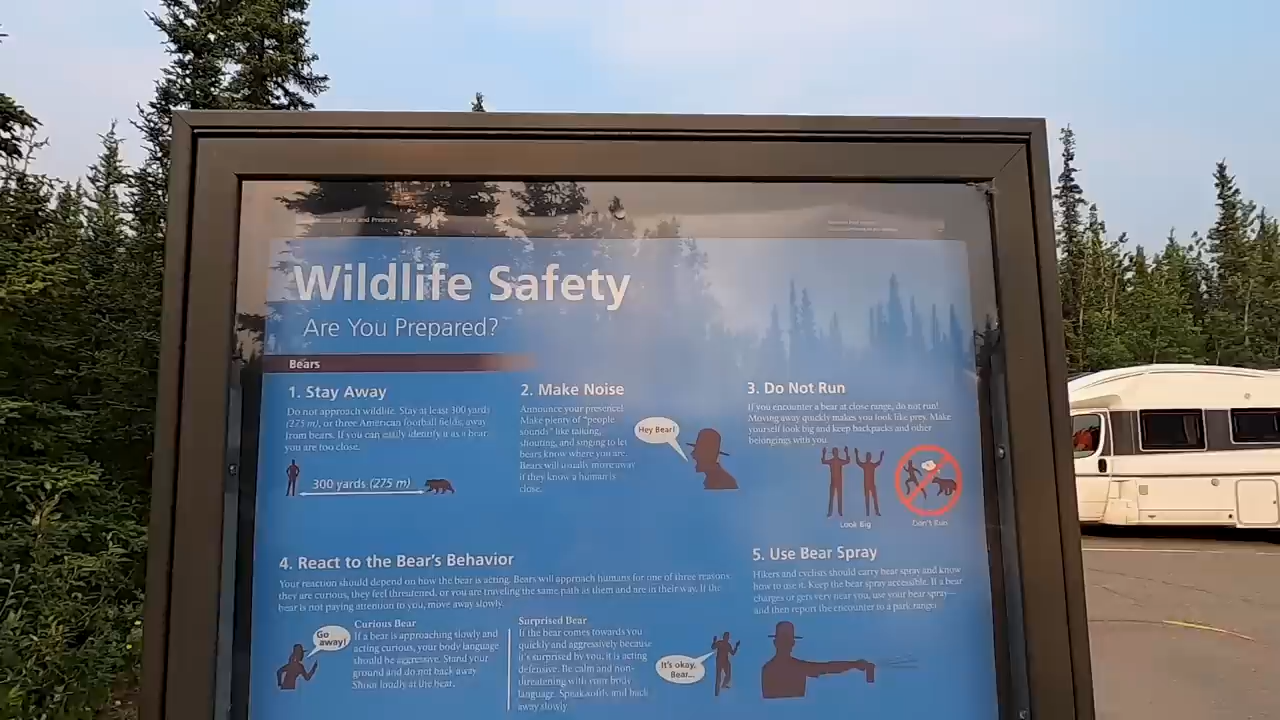 Wildlife Safety
Are You Prepared?
Bears
1. Stay Away
Do not approach wildlife. Stay at least 300 yards
(275 m), or three American football fields, away
from bears. If you can easily identify it as a bear,
you are too close.
300 yards (275 m)
2. Make Noise
Announce your presence!
Make plenty of "people
sounds" like talking,
shouting, and singing to let
bears know where you are.
Bears will usually move away
if they know a human is
close.
Hey Bear!
3. Do Not Run
If you encounter a bear at close range, do not run!
Moving away quickly makes you look like prey. Make
yourself look big and keep backpacks and other
belongings with you.
Look Big
Don't Run
4. React to the Bear's Behavior
Your reaction should depend on how the bear is acting. Bears will approach humans for one of three reasons:
they are curious, they feel threatened, or you are traveling the same path as them and are in their way. If the
bear is not paying attention to you, move away slowly.
Go
away!
Curious Bear
If a bear is approaching slowly and
acting curious, your body language
should be aggressive. Stand your
ground and do not back away.
Shout loudly at the bear.
Surprised Bear
If the bear comes towards you
quickly and aggressively because
it's surprised by you, it is acting
defensive. Be calm and non-
threatening with your body
language. Speak softly and back
away slowly.
It's okay,
Bear...
5. Use Bear Spray
Hikers and cyclists should carry bear spray and know
how to use it. Keep the bear spray accessible. If a bear
charges or gets very near you, use your bear spray—
and then report the encounter to a park ranger.